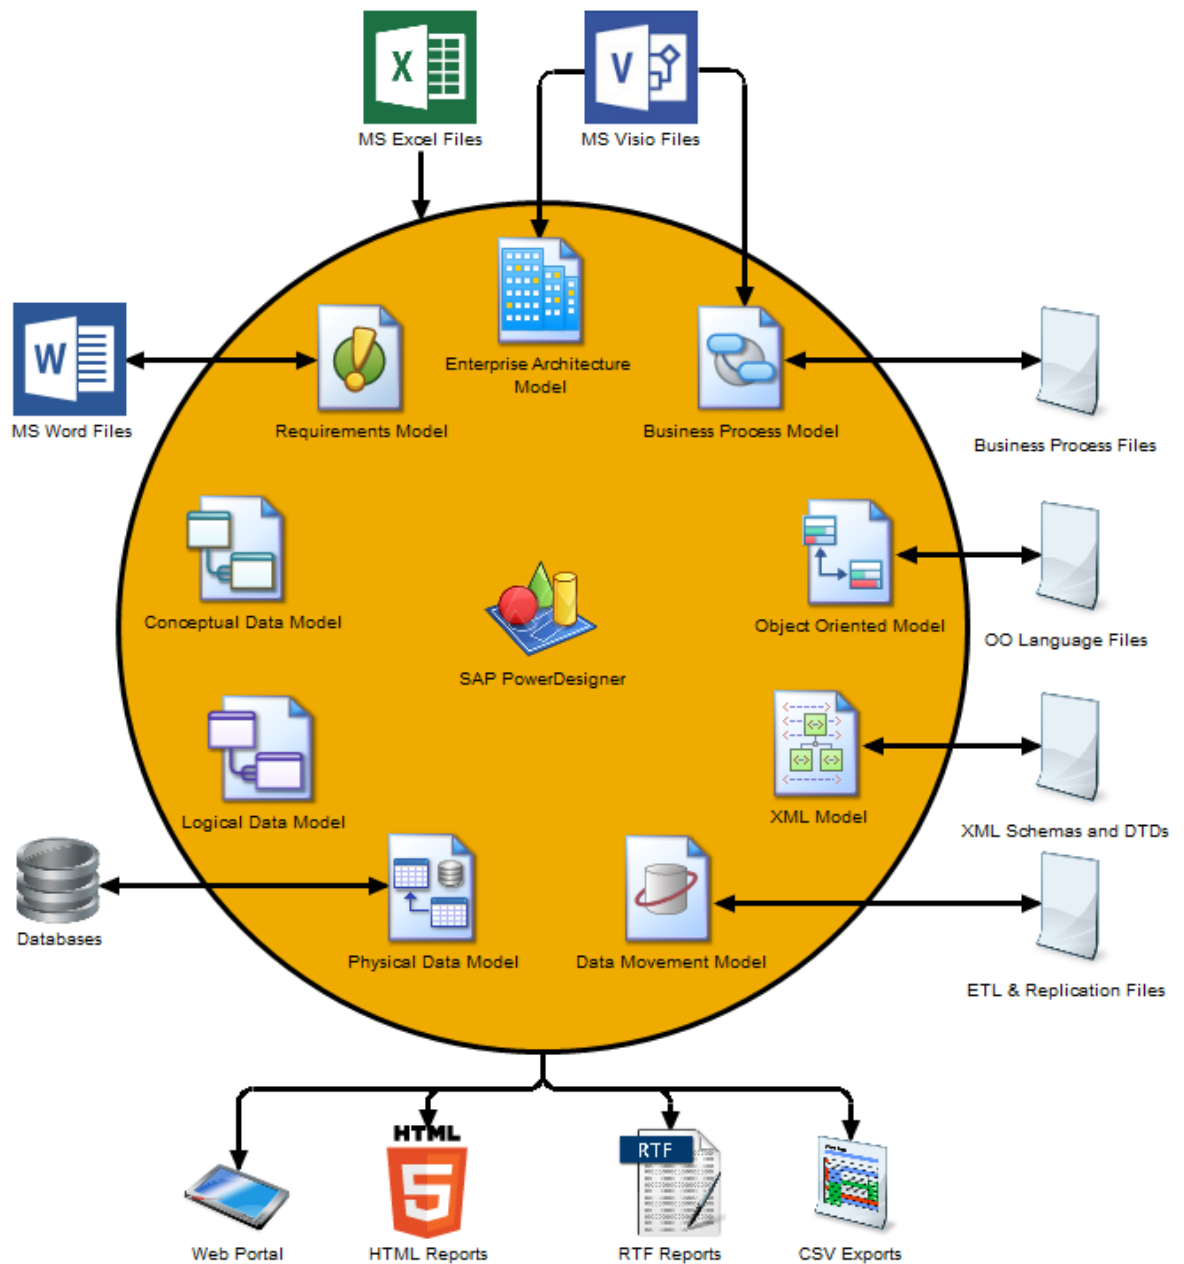 X
V
MS Excel Files
MS Visio Files
Enterprise Architecture
Model
W
MS Word Files
Requirements Model
Business Process Model
Business Process Files
Conceptual Data Model
Object Oriented Model
OO Language Files
SAP PowerDesigner
Logical Data Model
XML Model
XML Schemas and DTDs
Databases
Physical Data Model
Data Movement Model
ETL & Replication Files
HTML
5
RTF
Web Portal
HTML Reports
RTF Reports
CSV Exports